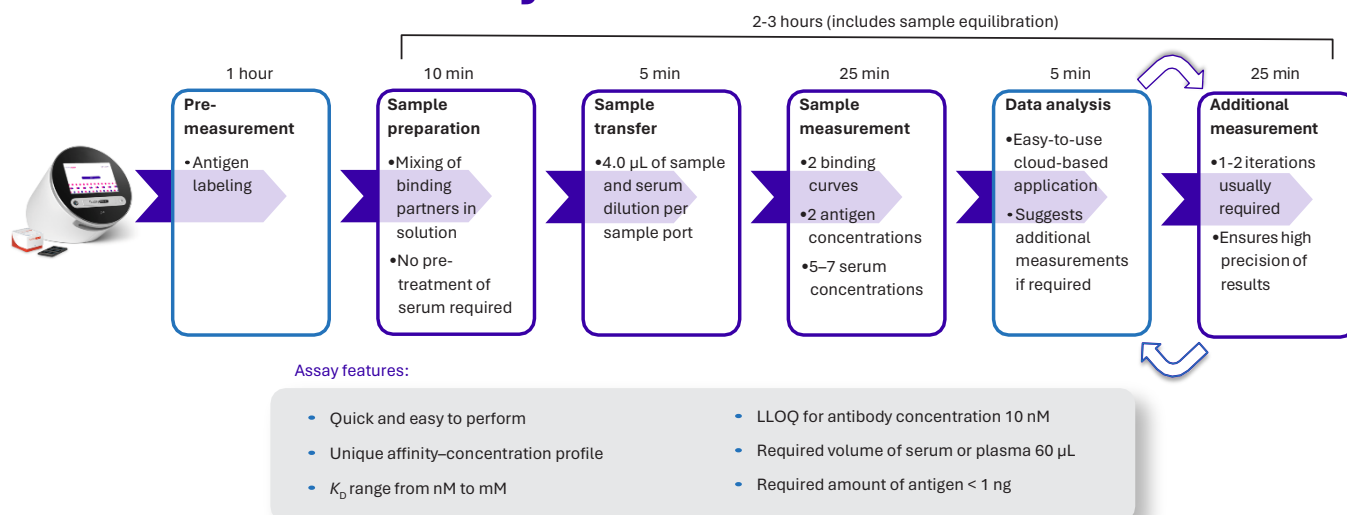 2-3 hours (includes sample equilibration)
1 hour
10 min
5 min
25 min
5 min
25 min
Pre-
measurement
• Antigen
labeling
Sample
preparation
•Mixing of
binding
partners in
solution
•No pre-
treatment of
serum required
Sample
transfer
•4.0 µL of sample
and serum
dilution per
sample port
Sample
measurement
•2 binding
curves
•2 antigen
concentrations
•5–7 serum
concentrations
Data analysis
•Easy-to-use
cloud-based
application
• Suggests
additional
measurements
if required
Additional
measurement
•1-2 iterations
usually
required
•Ensures high
precision of
results
Assay features:
• Quick and easy to perform
• Unique affinity–concentration profile
• KD range from nM to mM
• LLOQ for antibody concentration 10 nM
• Required volume of serum or plasma 60 µL
• Required amount of antigen < 1 ng